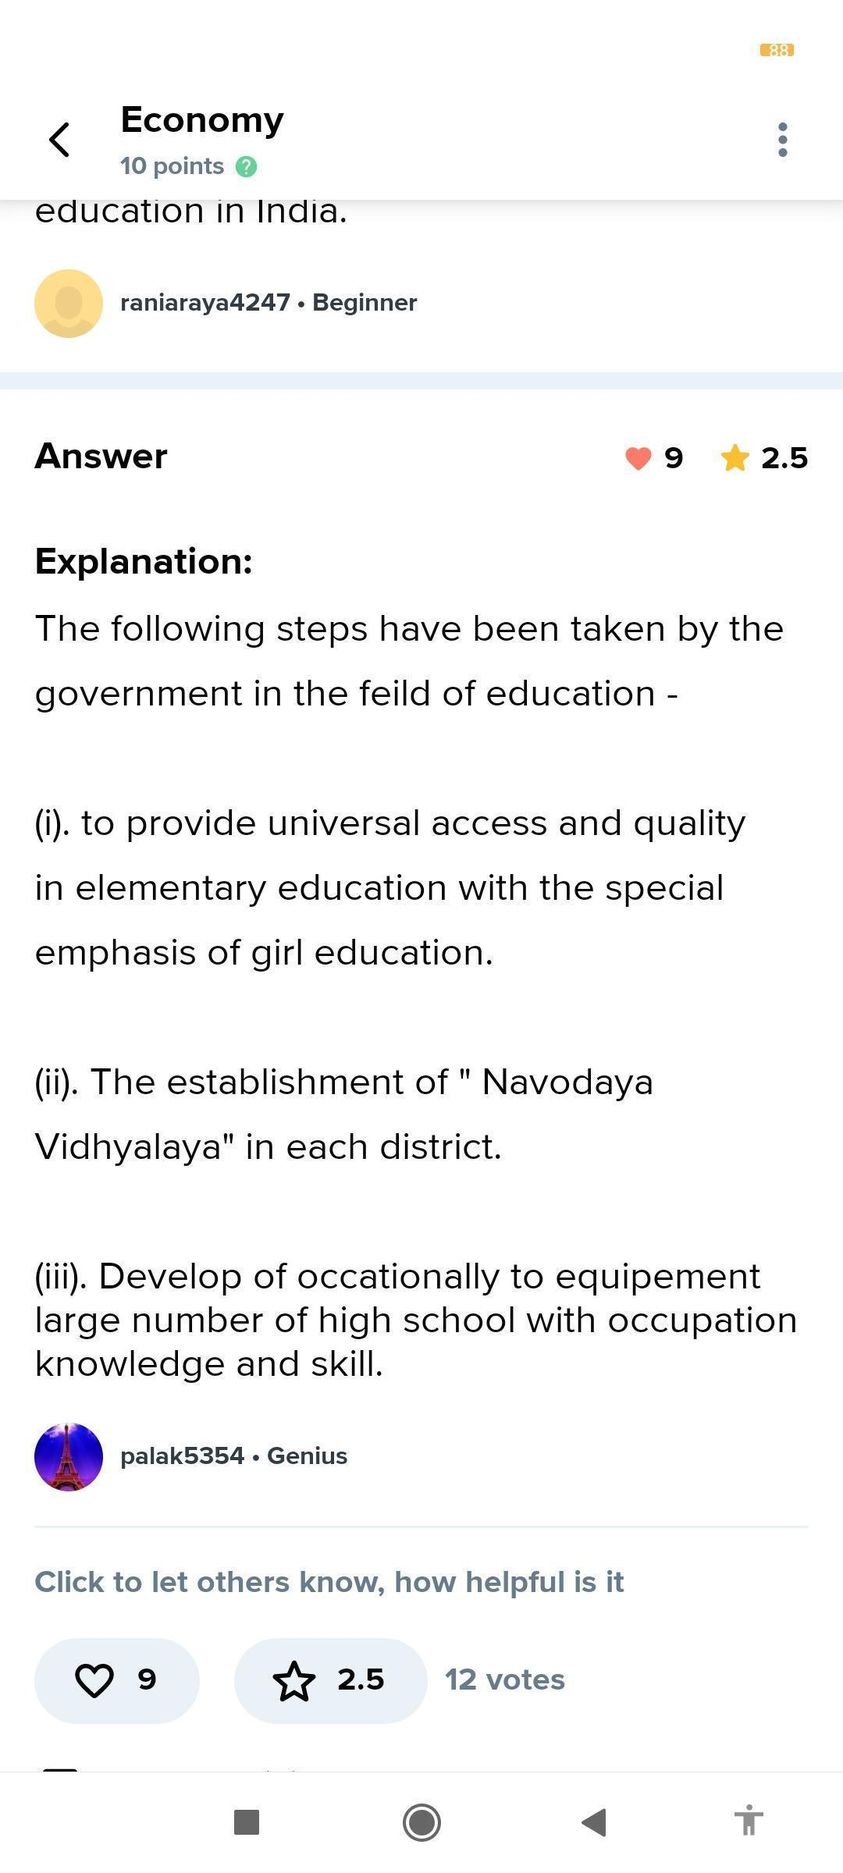 88
Economy
10 points ?
education in India.
raniaraya4247 • Beginner
Answer
9 2.5
Explanation:
The following steps have been taken by the
government in the feild of education -
(i). to provide universal access and quality
in elementary education with the special
emphasis of girl education.
(ii). The establishment of " Navodaya
Vidhyalaya" in each district.
(iii). Develop of occationally to equipement
large number of high school with occupation
knowledge and skill.
palak5354 • Genius
Click to let others know, how helpful is it
9 2.5 12 votes